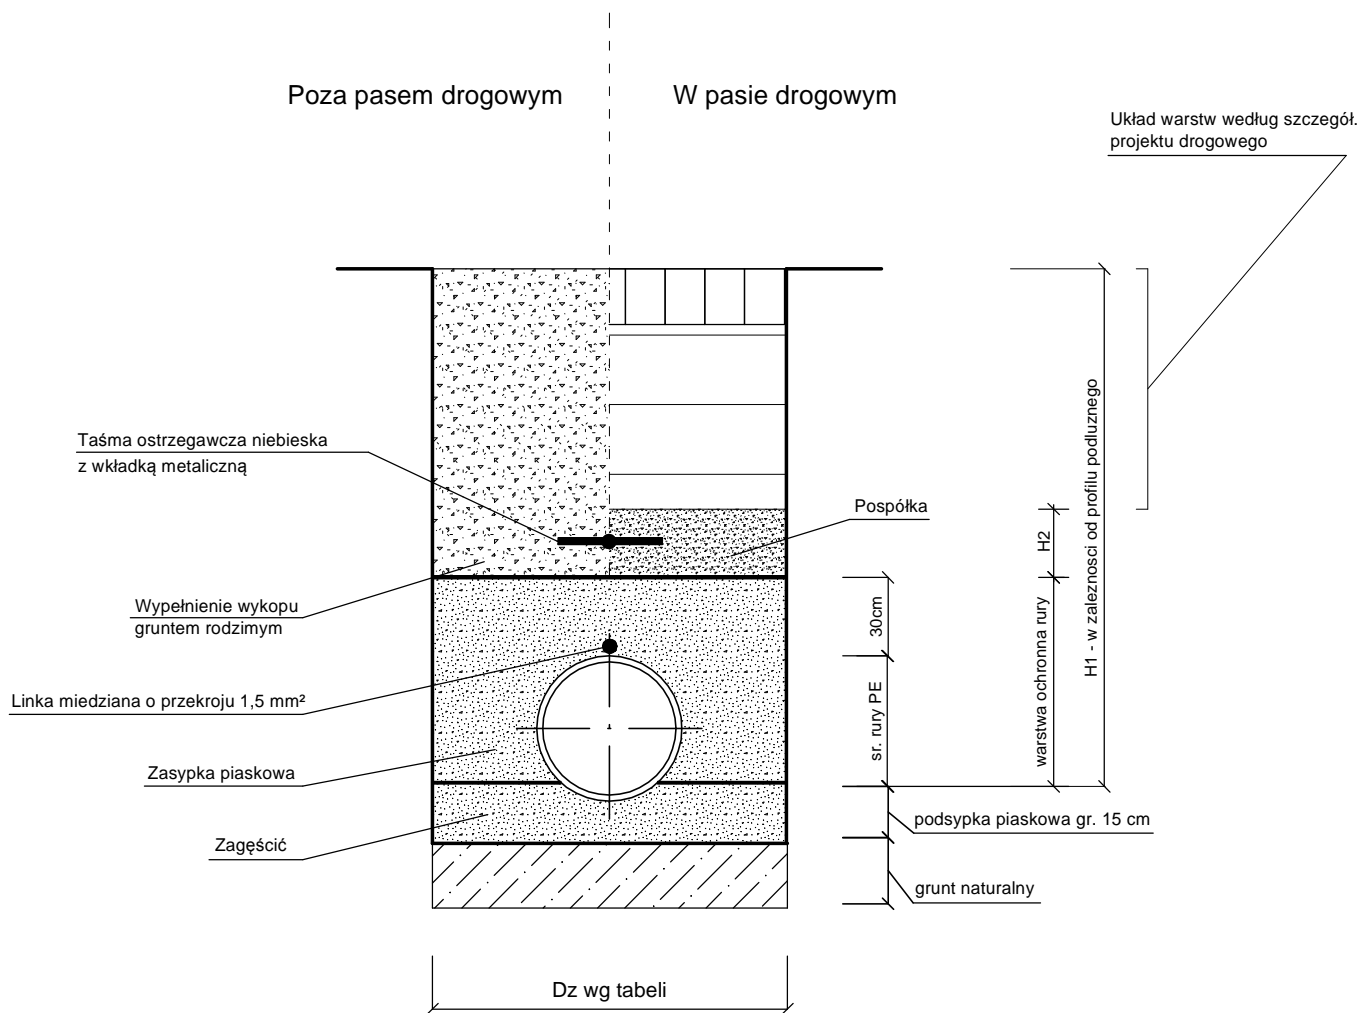 Poza pasem drogowym
W pasie drogowym
Układ warstw według szczegół.
projektu drogowego
Taśma ostrzegawcza niebieska
z wkładką metaliczną
Pospółka
Wypełnienie wykopu
gruntem rodzimym
Linka miedziana o przekroju 1,5 mm²
Zasypka piaskowa
Zagęścić
30cm
sr. rury PE
H2
warstwa ochronna rury
H1 - w zaleznosci od profilu podluznego
podsypka piaskowa gr. 15 cm
grunt naturalny
Dz wg tabeli